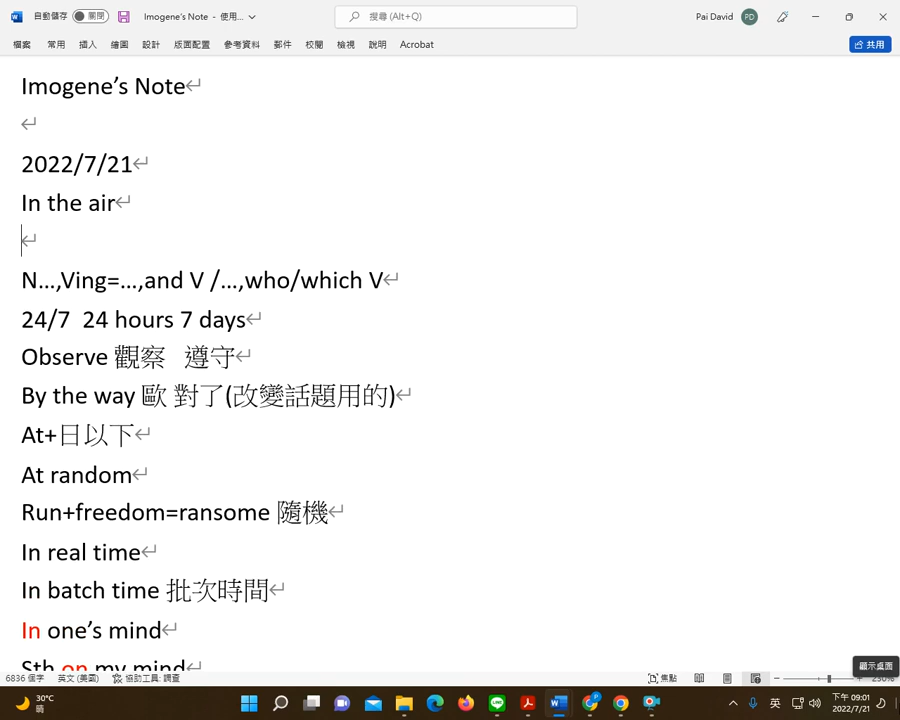 自動儲存 關閉 Imogene's Note - 使用... 搜尋 (Alt+Q) Pai David PD
檔案 常用 插入 繪圖 設計 版面配置 參考資料 郵件 校閱 檢視 說明 Acrobat 共用
Imogene's Note
2022/7/21
In the air
N…,Ving=…,and V /…,who/which V
24/7 24 hours 7 days
Observe 觀察 遵守
By the way 歐 對了(改變話題用的)
At+日以下
At random
Run+freedom=ransome 隨機
In real time
In batch time 批次時間
In one's mind
Sth on my mind
顯示桌面
6836 個字 英文 (美國) 協助工具: 調查 焦點 250%
30°C 下午 09:01
晴 英 2022/7/21